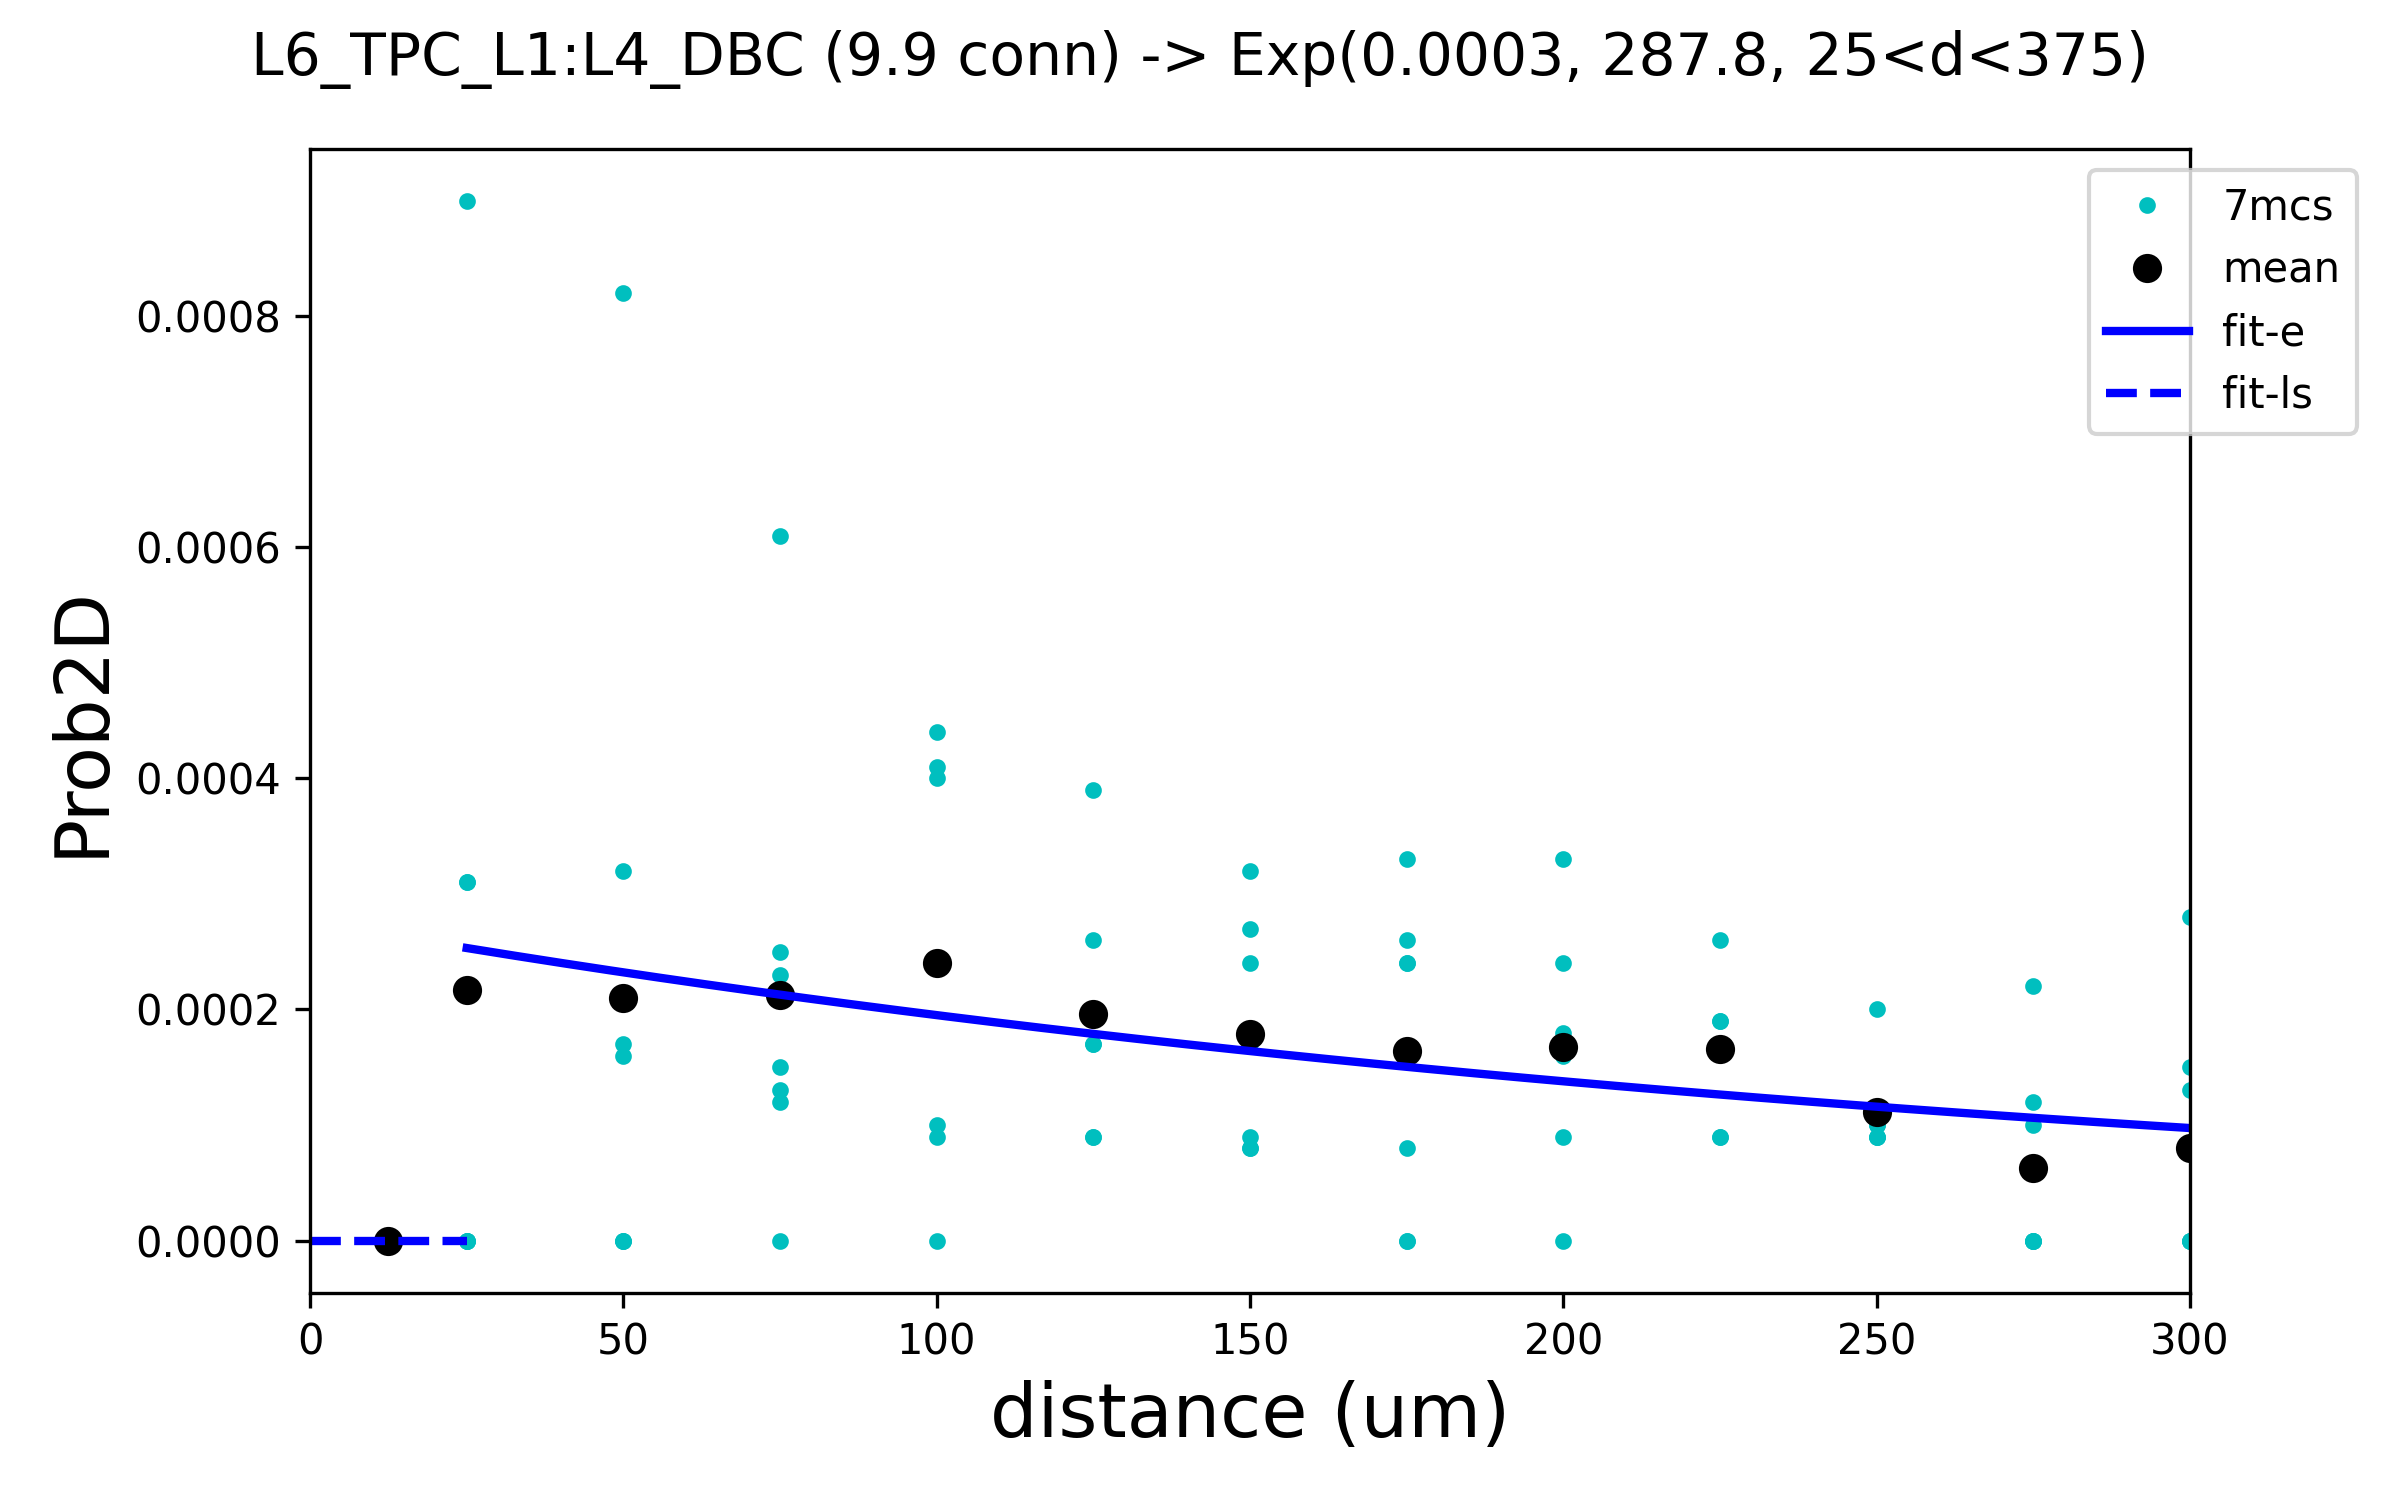 L6_TPC_L1:L4_DBC (9.9 conn) -> Exp(0.0003, 287.8, 25<d<375)
7mcs
mean
fit-e
fit-ls
Prob2D
0.0008
0.0006
0.0004
0.0002
0.0000
0 50 100 150 200 250 300
distance (um)